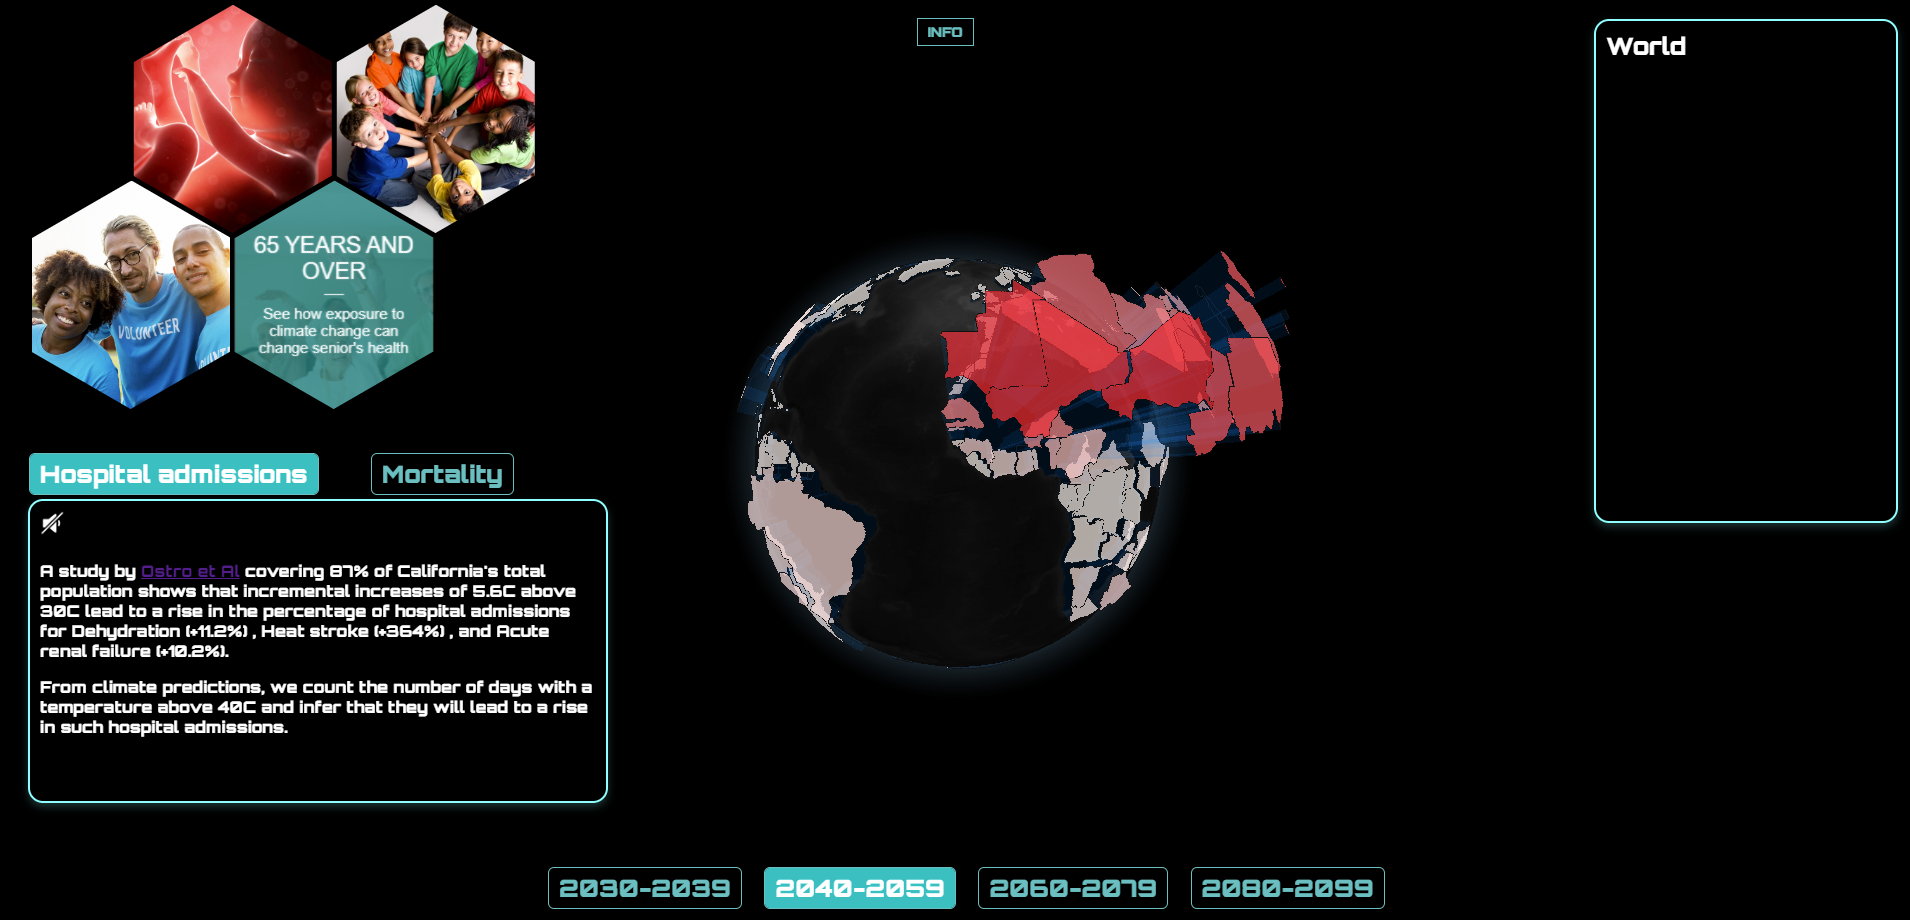 INFO
World
VOLUNTEER
65 YEARS AND
OVER
See how exposure to
climate change can
change senior's health
Hospital admissions
Mortality
A study by Ostro et Al covering 87% of California's total
population shows that incremental increases of 5.6C above
30C lead to a rise in the percentage of hospital admissions
for Dehydration (+11.2%) , Heat stroke (+364%) , and Acute
renal failure (+10.2%).
From climate predictions, we count the number of days with a
temperature above 40C and infer that they will lead to a rise
in such hospital admissions.
2030-2039
2040-2059
2060-2079
2080-2099